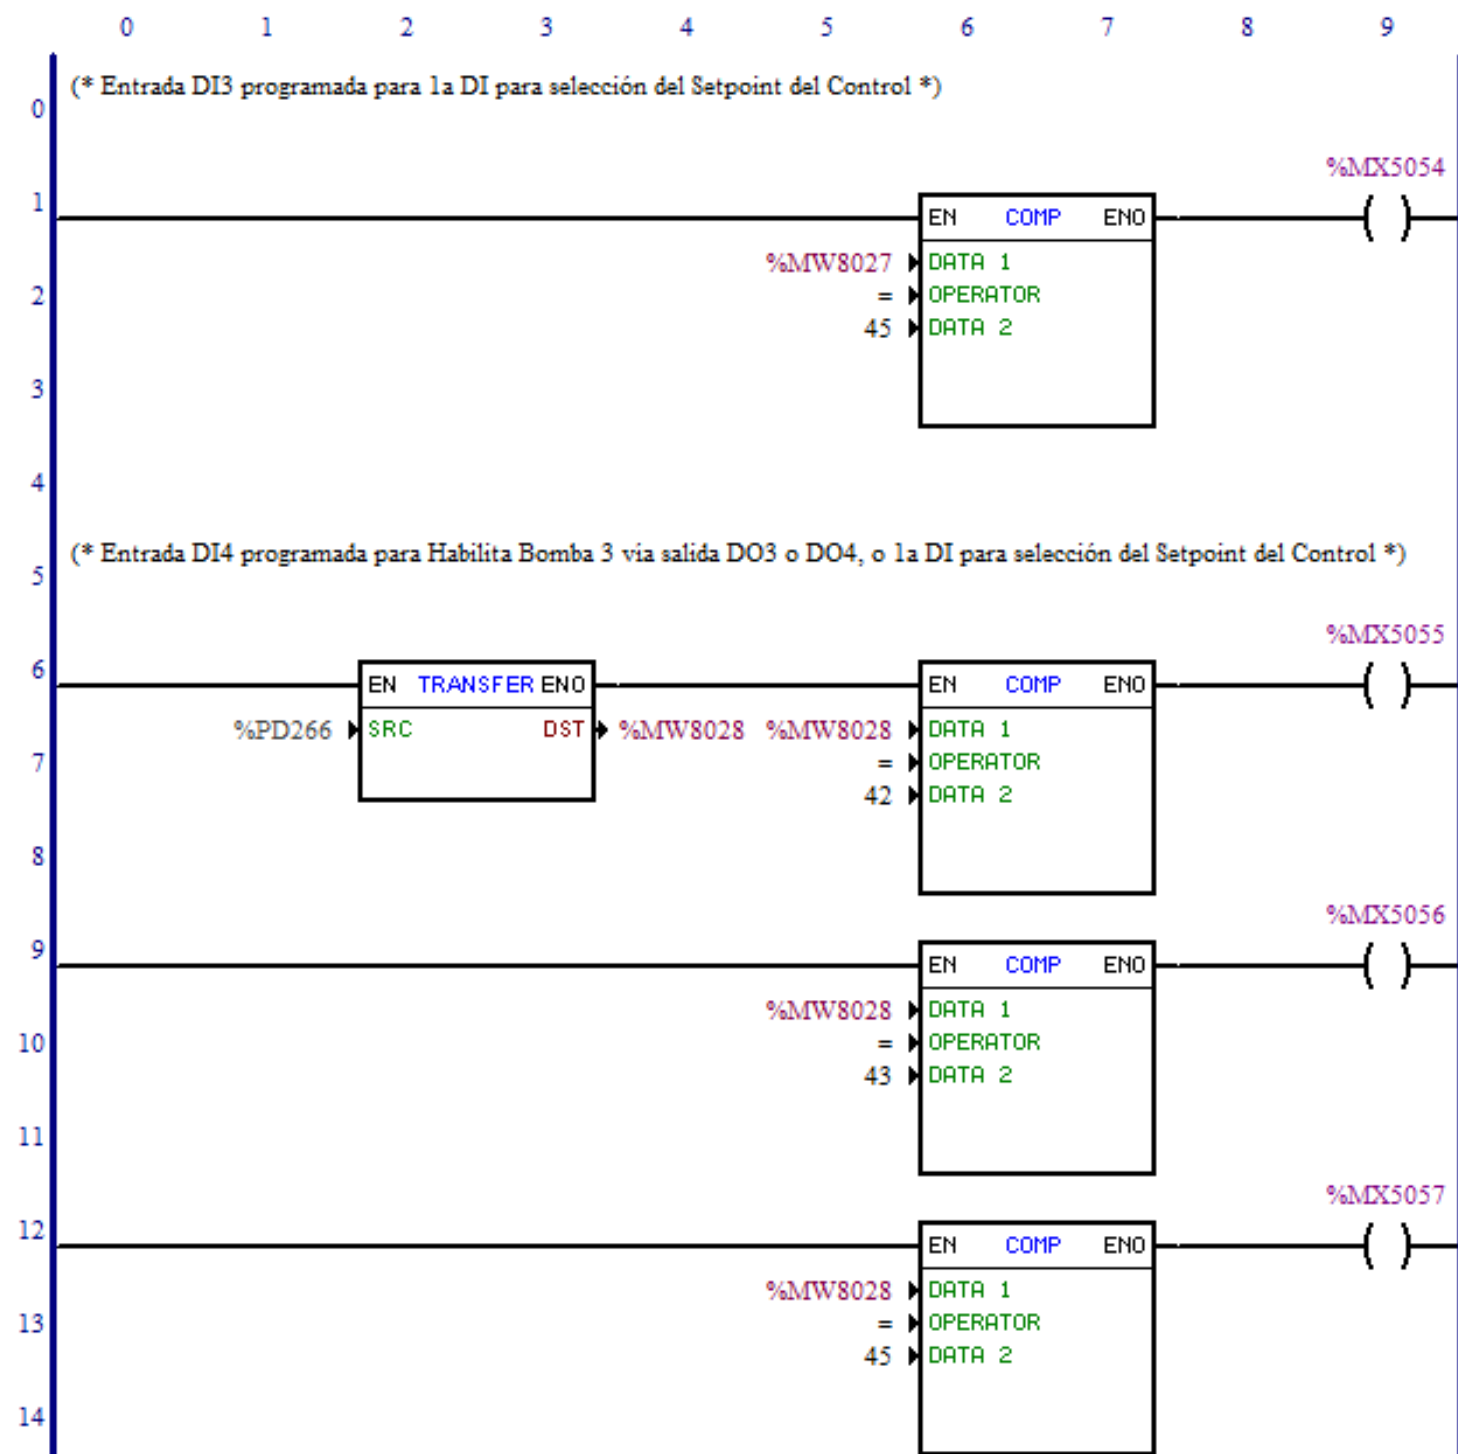 0 1 2 3 4 5 6 7 8 9
(* Entrada DI3 programada para 1a DI para selección del Setpoint del Control *)
0
%MX5054
1
EN COMP ENO
%MW8027 DATA 1
2
= OPERATOR
45 DATA 2
3
4
(* Entrada DI4 programada para Habilita Bomba 3 via salida DO3 o DO4, o 1a DI para selección del Setpoint del Control *)
5
%MX5055
6
EN TRANSFER ENO EN COMP ENO
%PD266 SRC DST %MW8028 %MW8028 DATA 1
7
= OPERATOR
42 DATA 2
8
%MX5056
9
EN COMP ENO
%MW8028 DATA 1
10
= OPERATOR
43 DATA 2
11
%MX5057
12
EN COMP ENO
%MW8028 DATA 1
13
= OPERATOR
45 DATA 2
14